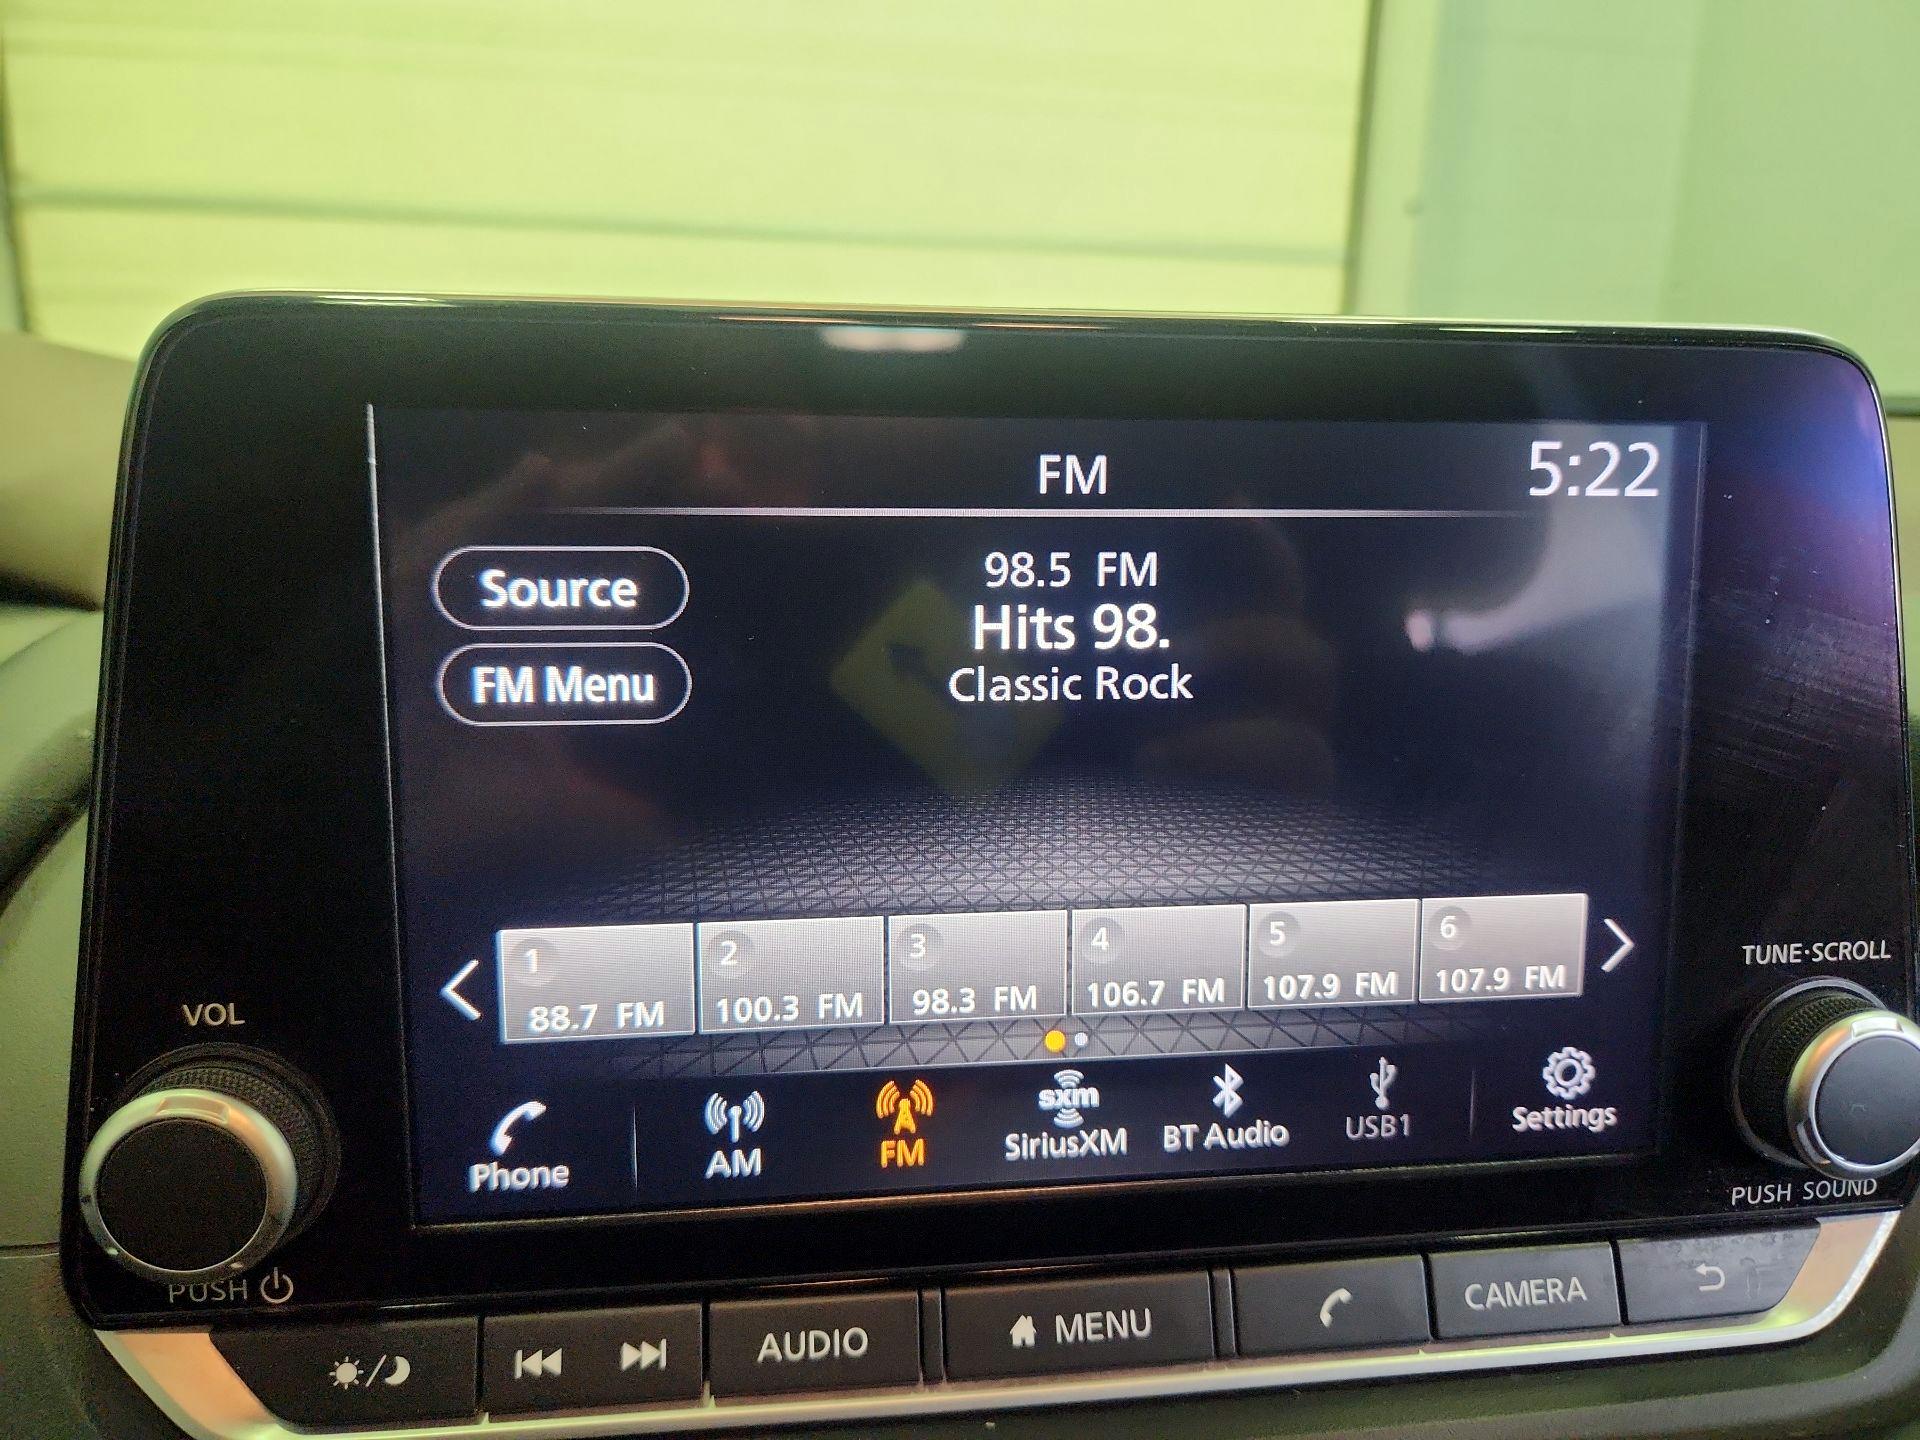 FM
5:22
98.5 FM
Source
Hits 98.
FM Menu
Classic Rock
1
88.7 FM
2
100.3 FM
3
98.3 FM
4
106.7 FM
5
107.9 FM
6
107.9 FM
Phone
AM
FM
sxm
SiriusXM
BT Audio
USB1
Settings
VOL
PUSH
TUNE·SCROLL
PUSH SOUND
AUDIO
MENU
CAMERA